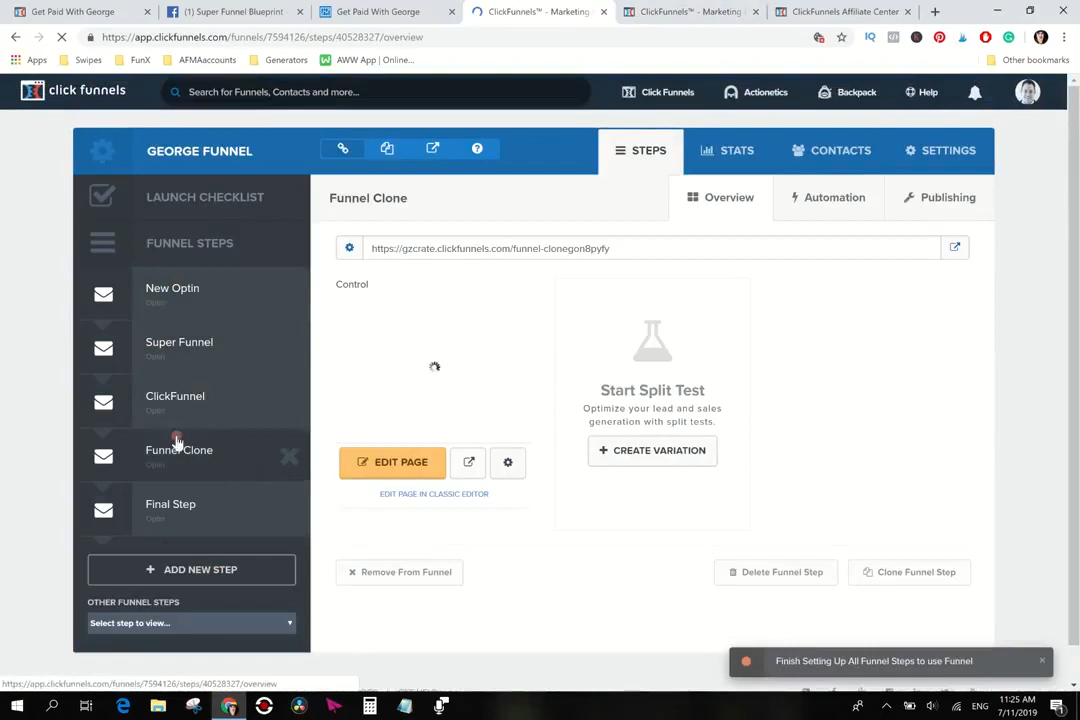 Get Paid With George
(1) Super Funnel Blueprint
Get Paid With George
ClickFunnels™ - Marketing
ClickFunnels™ - Marketing
ClickFunnels Affiliate Center
https://app.clickfunnels.com/funnels/7594126/steps/40528327/overview
Apps
Swipes
FunX
AFMAaccounts
Generators
AWW App | Online...
Other bookmarks
click funnels
Search for Funnels, Contacts and more...
Click Funnels
Actionetics
Backpack
Help
GEORGE FUNNEL
STEPS
STATS
CONTACTS
SETTINGS
LAUNCH CHECKLIST
Funnel Clone
Overview
Automation
Publishing
FUNNEL STEPS
https://gzcrate.clickfunnels.com/funnel-clonegon8pyfy
New Optin
Optin
Control
Super Funnel
Optin
Start Split Test
Optimize your lead and sales
generation with split tests.
ClickFunnel
Optin
Funnel Clone
Optin
CREATE VARIATION
EDIT PAGE
EDIT PAGE IN CLASSIC EDITOR
Final Step
Optin
ADD NEW STEP
Remove From Funnel
Delete Funnel Step
Clone Funnel Step
OTHER FUNNEL STEPS
Select step to view...
Finish Setting Up All Funnel Steps to use Funnel
https://app.clickfunnels.com/funnels/7594126/steps/40528327/overview
ENG
11:25 AM
7/11/2019